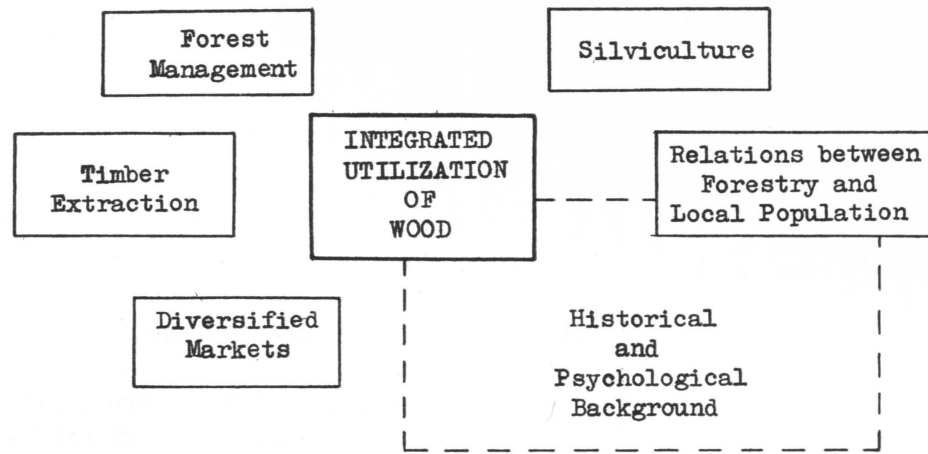 Forest
Management
Silviculture
INTEGRATED
UTILIZATION
OF
WOOD
Timber
Extraction
Relations between
Forestry and
Local Population
Diversified
Markets
Historical
and
Psychological
Background